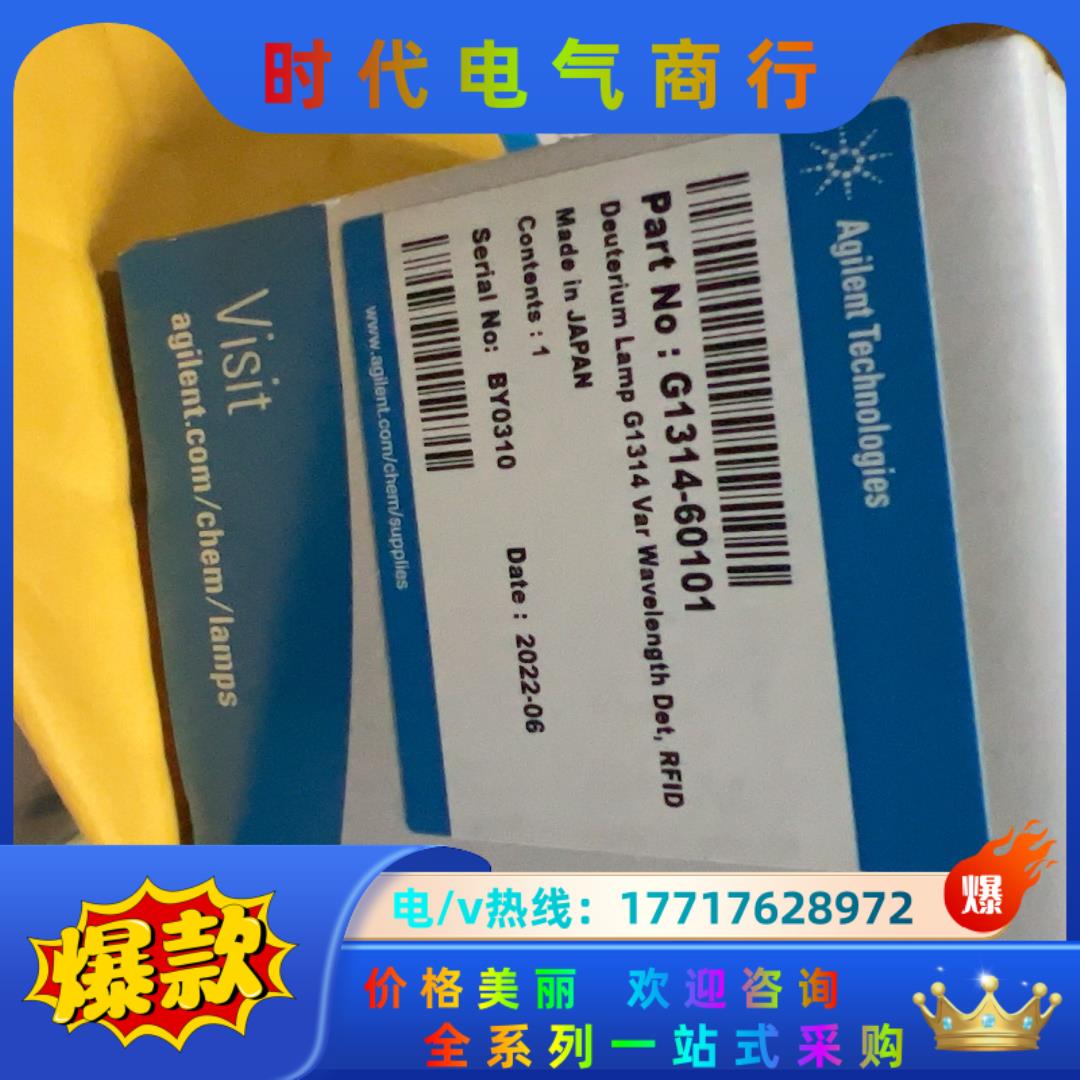 时代电气商行
Agilent Technologies
Part No : G1314-60101
Deuterium Lamp G1314 Var Wavelength Det, RFID
Made in JAPAN
Contents : 1
Serial No: BY0310 Date : 2022-06
www.agilent.com/chem/supplies
Visit
agilent.com/chem/lamps
爆款
电/v热线：17717628972
爆
价格美丽 欢迎咨询
全系列一站式采购